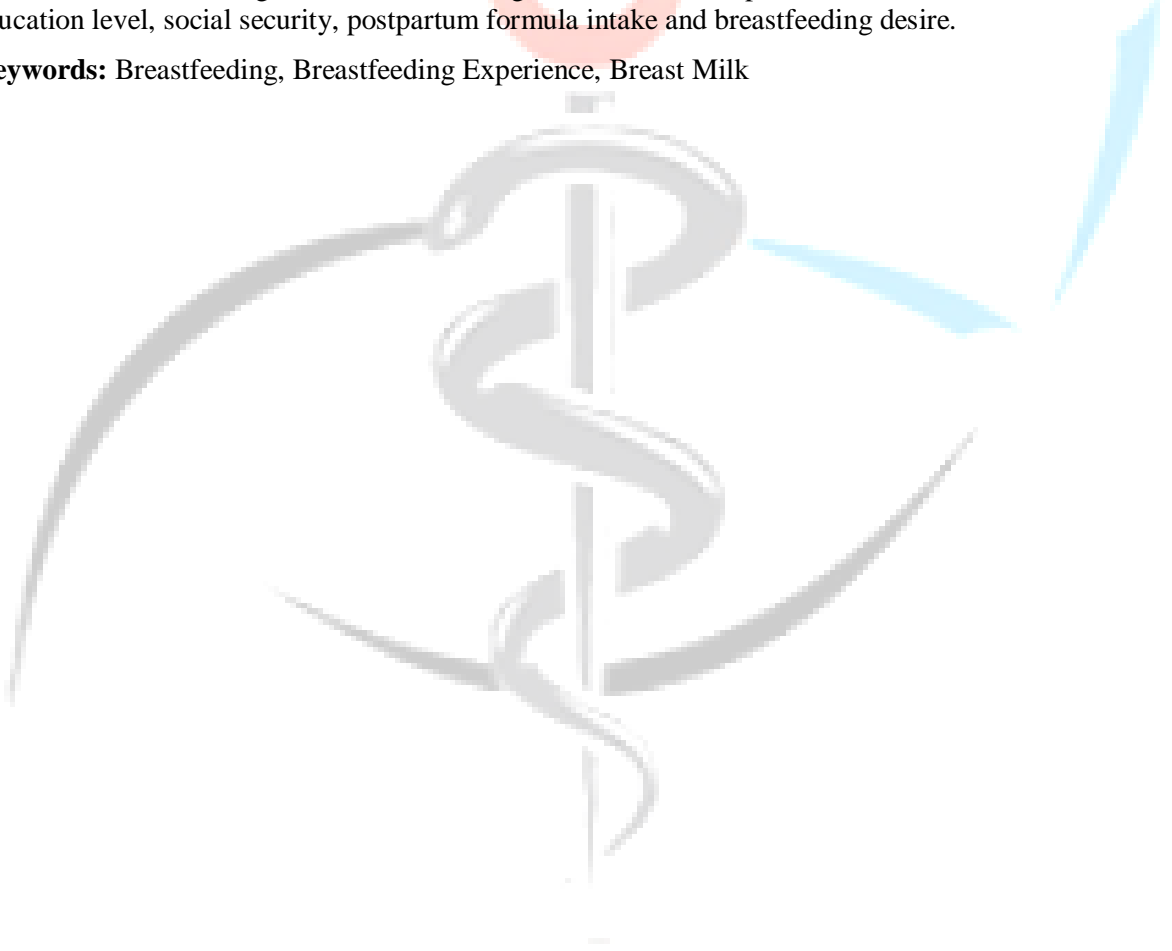 ucation level, social security, postpartum formula intake and breastfeeding desire.
eywords: Breastfeeding, Breastfeeding Experience, Breast Milk